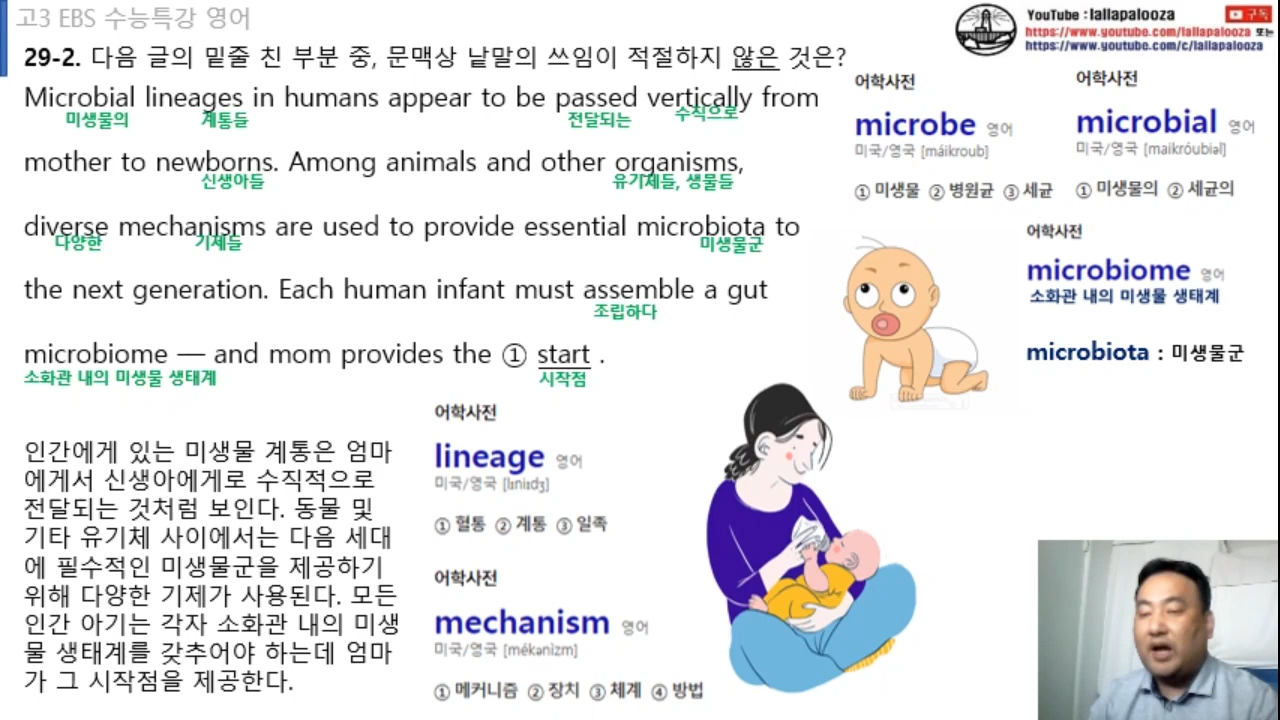 고3 EBS 수능특강 영어
YouTube : lallapalooza
구독
https://www.youtube.com/lallapalooza 또는
https://www.youtube.com/c/lallapalooza
29-2. 다음 글의 밑줄 친 부분 중, 문맥상 낱말의 쓰임이 적절하지 않은 것은?
Microbial lineages in humans appear to be passed vertically from
미생물의 계통들 전달되는 수직으로
mother to newborns. Among animals and other organisms,
신생아들 유기체들, 생물들
diverse mechanisms are used to provide essential microbiota to
다양한 기제들 미생물군
the next generation. Each human infant must assemble a gut
조립하다
microbiome — and mom provides the ① start .
소화관 내의 미생물 생태계 시작점
어학사전
microbe 영어
미국/영국 [máikroub]
① 미생물 ② 병원균 ③ 세균
어학사전
microbial 영어
미국/영국 [maikróubiəl]
① 미생물의 ② 세균의
어학사전
microbiome 영어
소화관 내의 미생물 생태계
microbiota : 미생물군
인간에게 있는 미생물 계통은 엄마
에게서 신생아에게로 수직적으로
전달되는 것처럼 보인다. 동물 및
기타 유기체 사이에서는 다음 세대
에 필수적인 미생물군을 제공하기
위해 다양한 기제가 사용된다. 모든
인간 아기는 각자 소화관 내의 미생
물 생태계를 갖추어야 하는데 엄마
가 그 시작점을 제공한다.
어학사전
lineage 영어
미국/영국 [lɪniɪdʒ]
① 혈통 ② 계통 ③ 일족
어학사전
mechanism 영어
미국/영국 [mékənìzm]
① 메커니즘 ② 장치 ③ 체계 ④ 방법